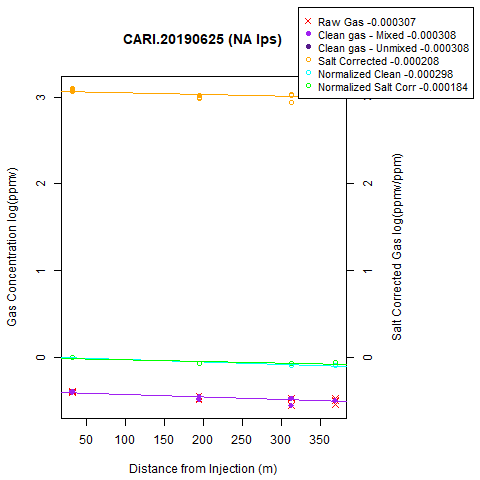 CARI.20190625 (NA lps)
Raw Gas -0.000307
Clean gas - Mixed -0.000308
Clean gas - Unmixed -0.000308
Salt Corrected -0.000208
Normalized Clean -0.000298
Normalized Salt Corr -0.000184
Gas Concentration log(ppmv)
3
2
1
0
2
1
0
Salt Corrected Gas log(ppmv/ppm)
50 100 150 200 250 300 350
Distance from Injection (m)